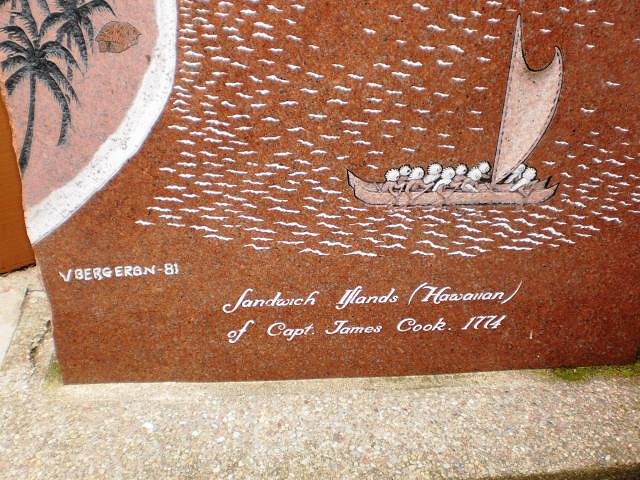 VBERGERON-81
Sandwich Islands (Hawaiian)
of Capt. James Cook. 1774